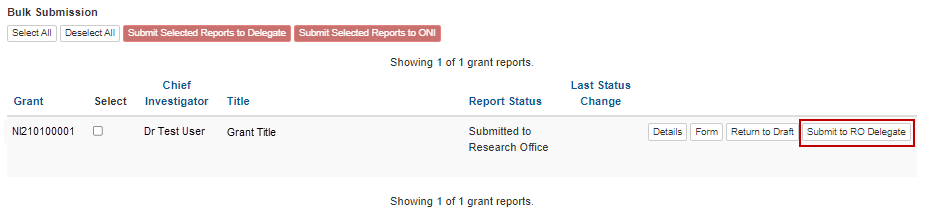 Bulk Submission
Select All Deselect All Submit Selected Reports to Delegate Submit Selected Reports to ONI
Showing 1 of 1 grant reports.
Grant Select Chief Investigator Title Report Status Last Status Change
NI210100001 Dr Test User Grant Title Submitted to Research Office Details Form Return to Draft Submit to RO Delegate
Showing 1 of 1 grant reports.